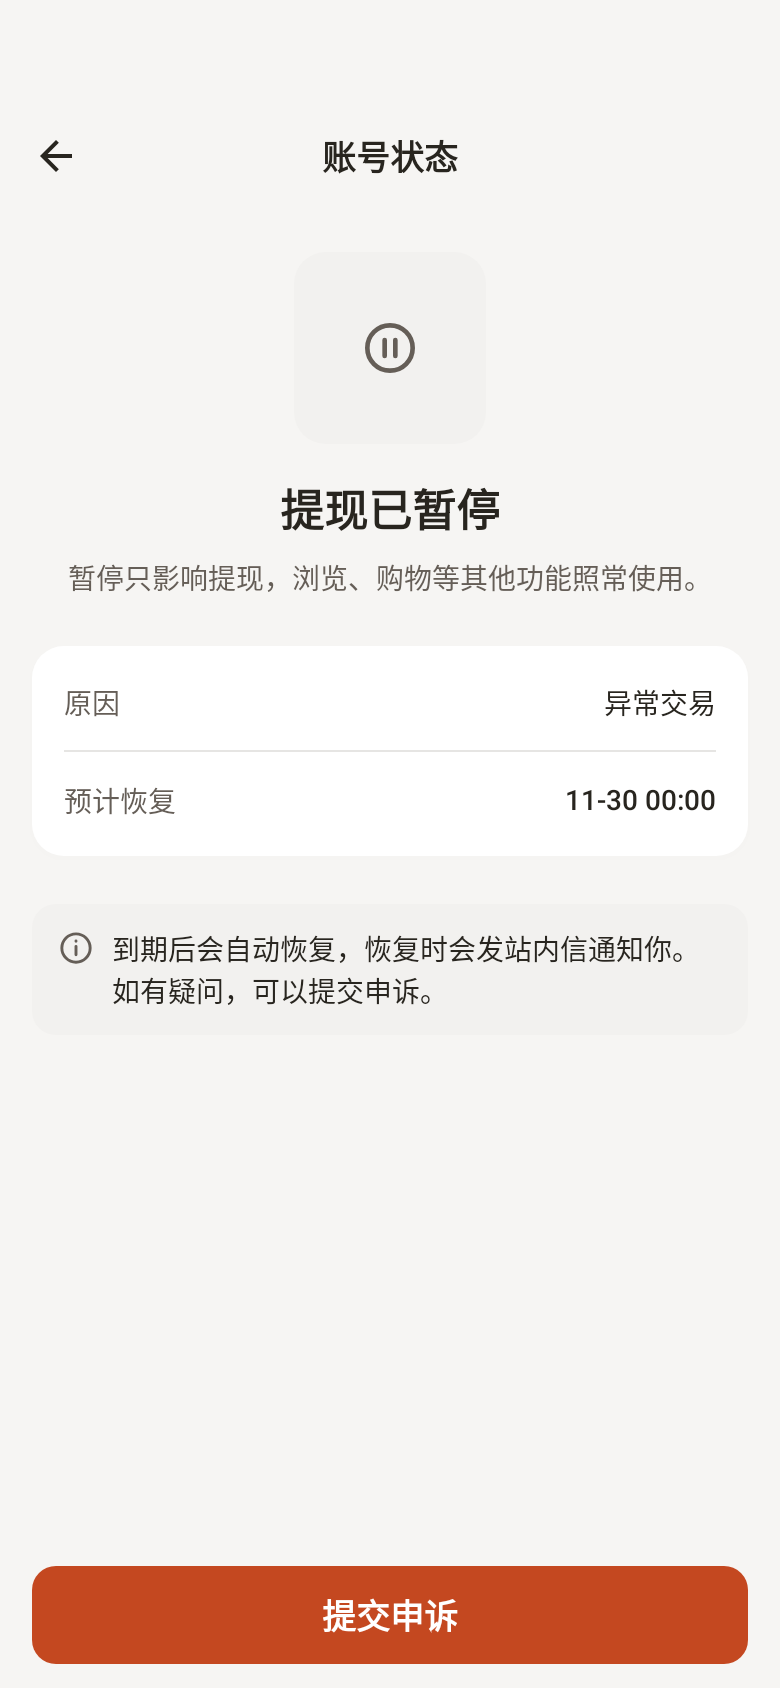 账号状态
提现已暂停
暂停只影响提现，浏览、购物等其他功能照常使用。
原因 异常交易
预计恢复 11-30 00:00
到期后会自动恢复，恢复时会发站内信通知你。
如有疑问，可以提交申诉。
提交申诉